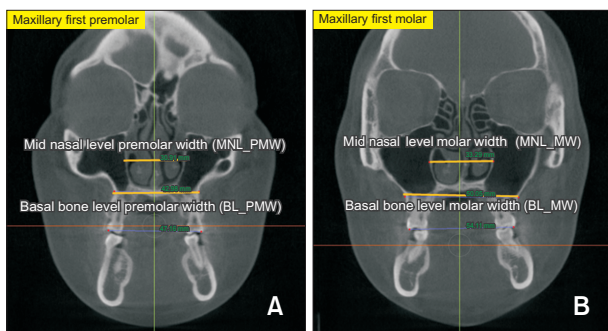 Maxillary first premolar
Mid nasal level premolar width (MNL_PMW)
Basal bone level premolar width (BL_PMW)
A
Maxillary first molar
Mid nasal level molar width (MNL_MW)
Basal bone level molar width (BL_MW)
B